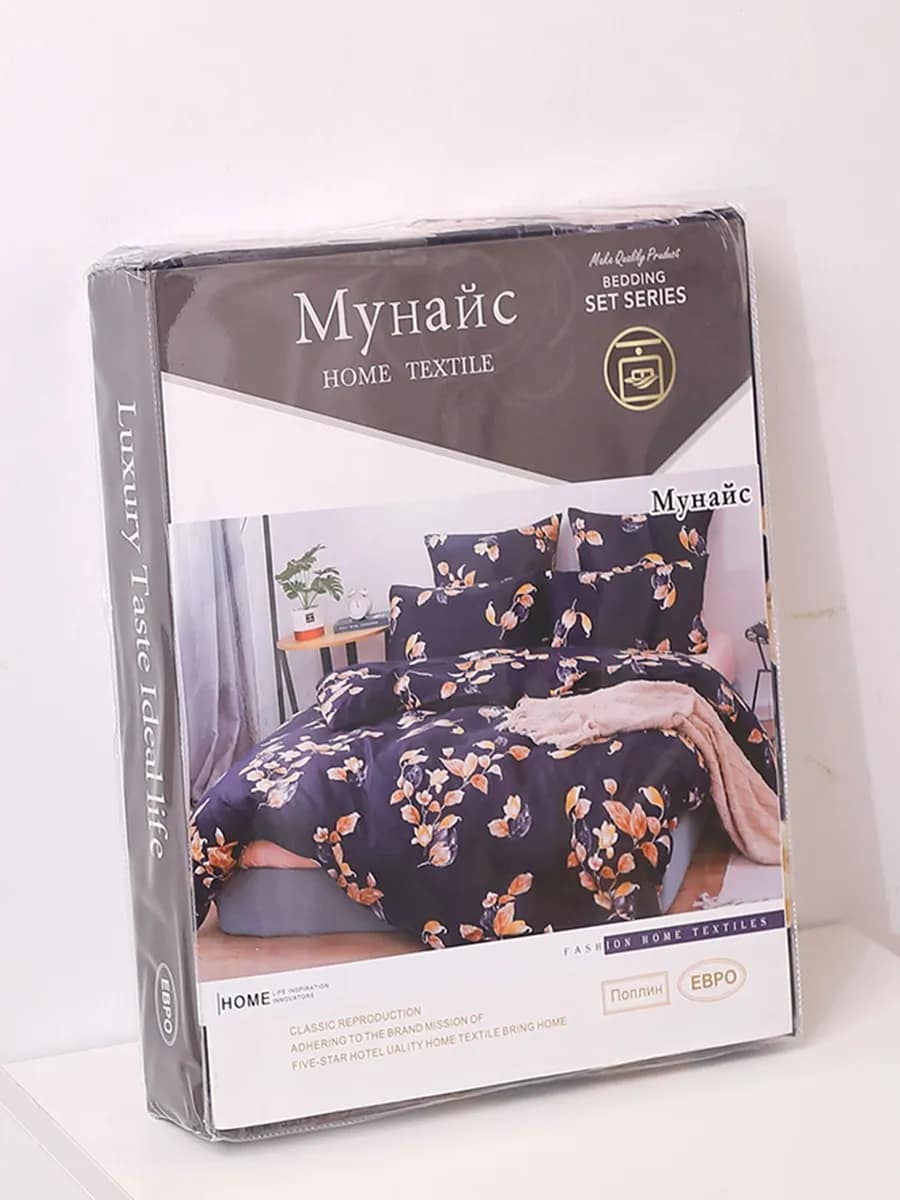 Make Quality Product
BEDDING
SET SERIES
Мунайс
HOME TEXTILE
Luxury Taste Ideal life
ЕВРО
Мунайс
FASHION HOME TEXTILES
HOME
LIFE INSPIRATION
INNOVATORS
Поплин
ЕВРО
CLASSIC REPRODUCTION
ADHERING TO THE BRAND MISSION OF
FIVE-STAR HOTEL UALITY HOME TEXTILE BRING HOME